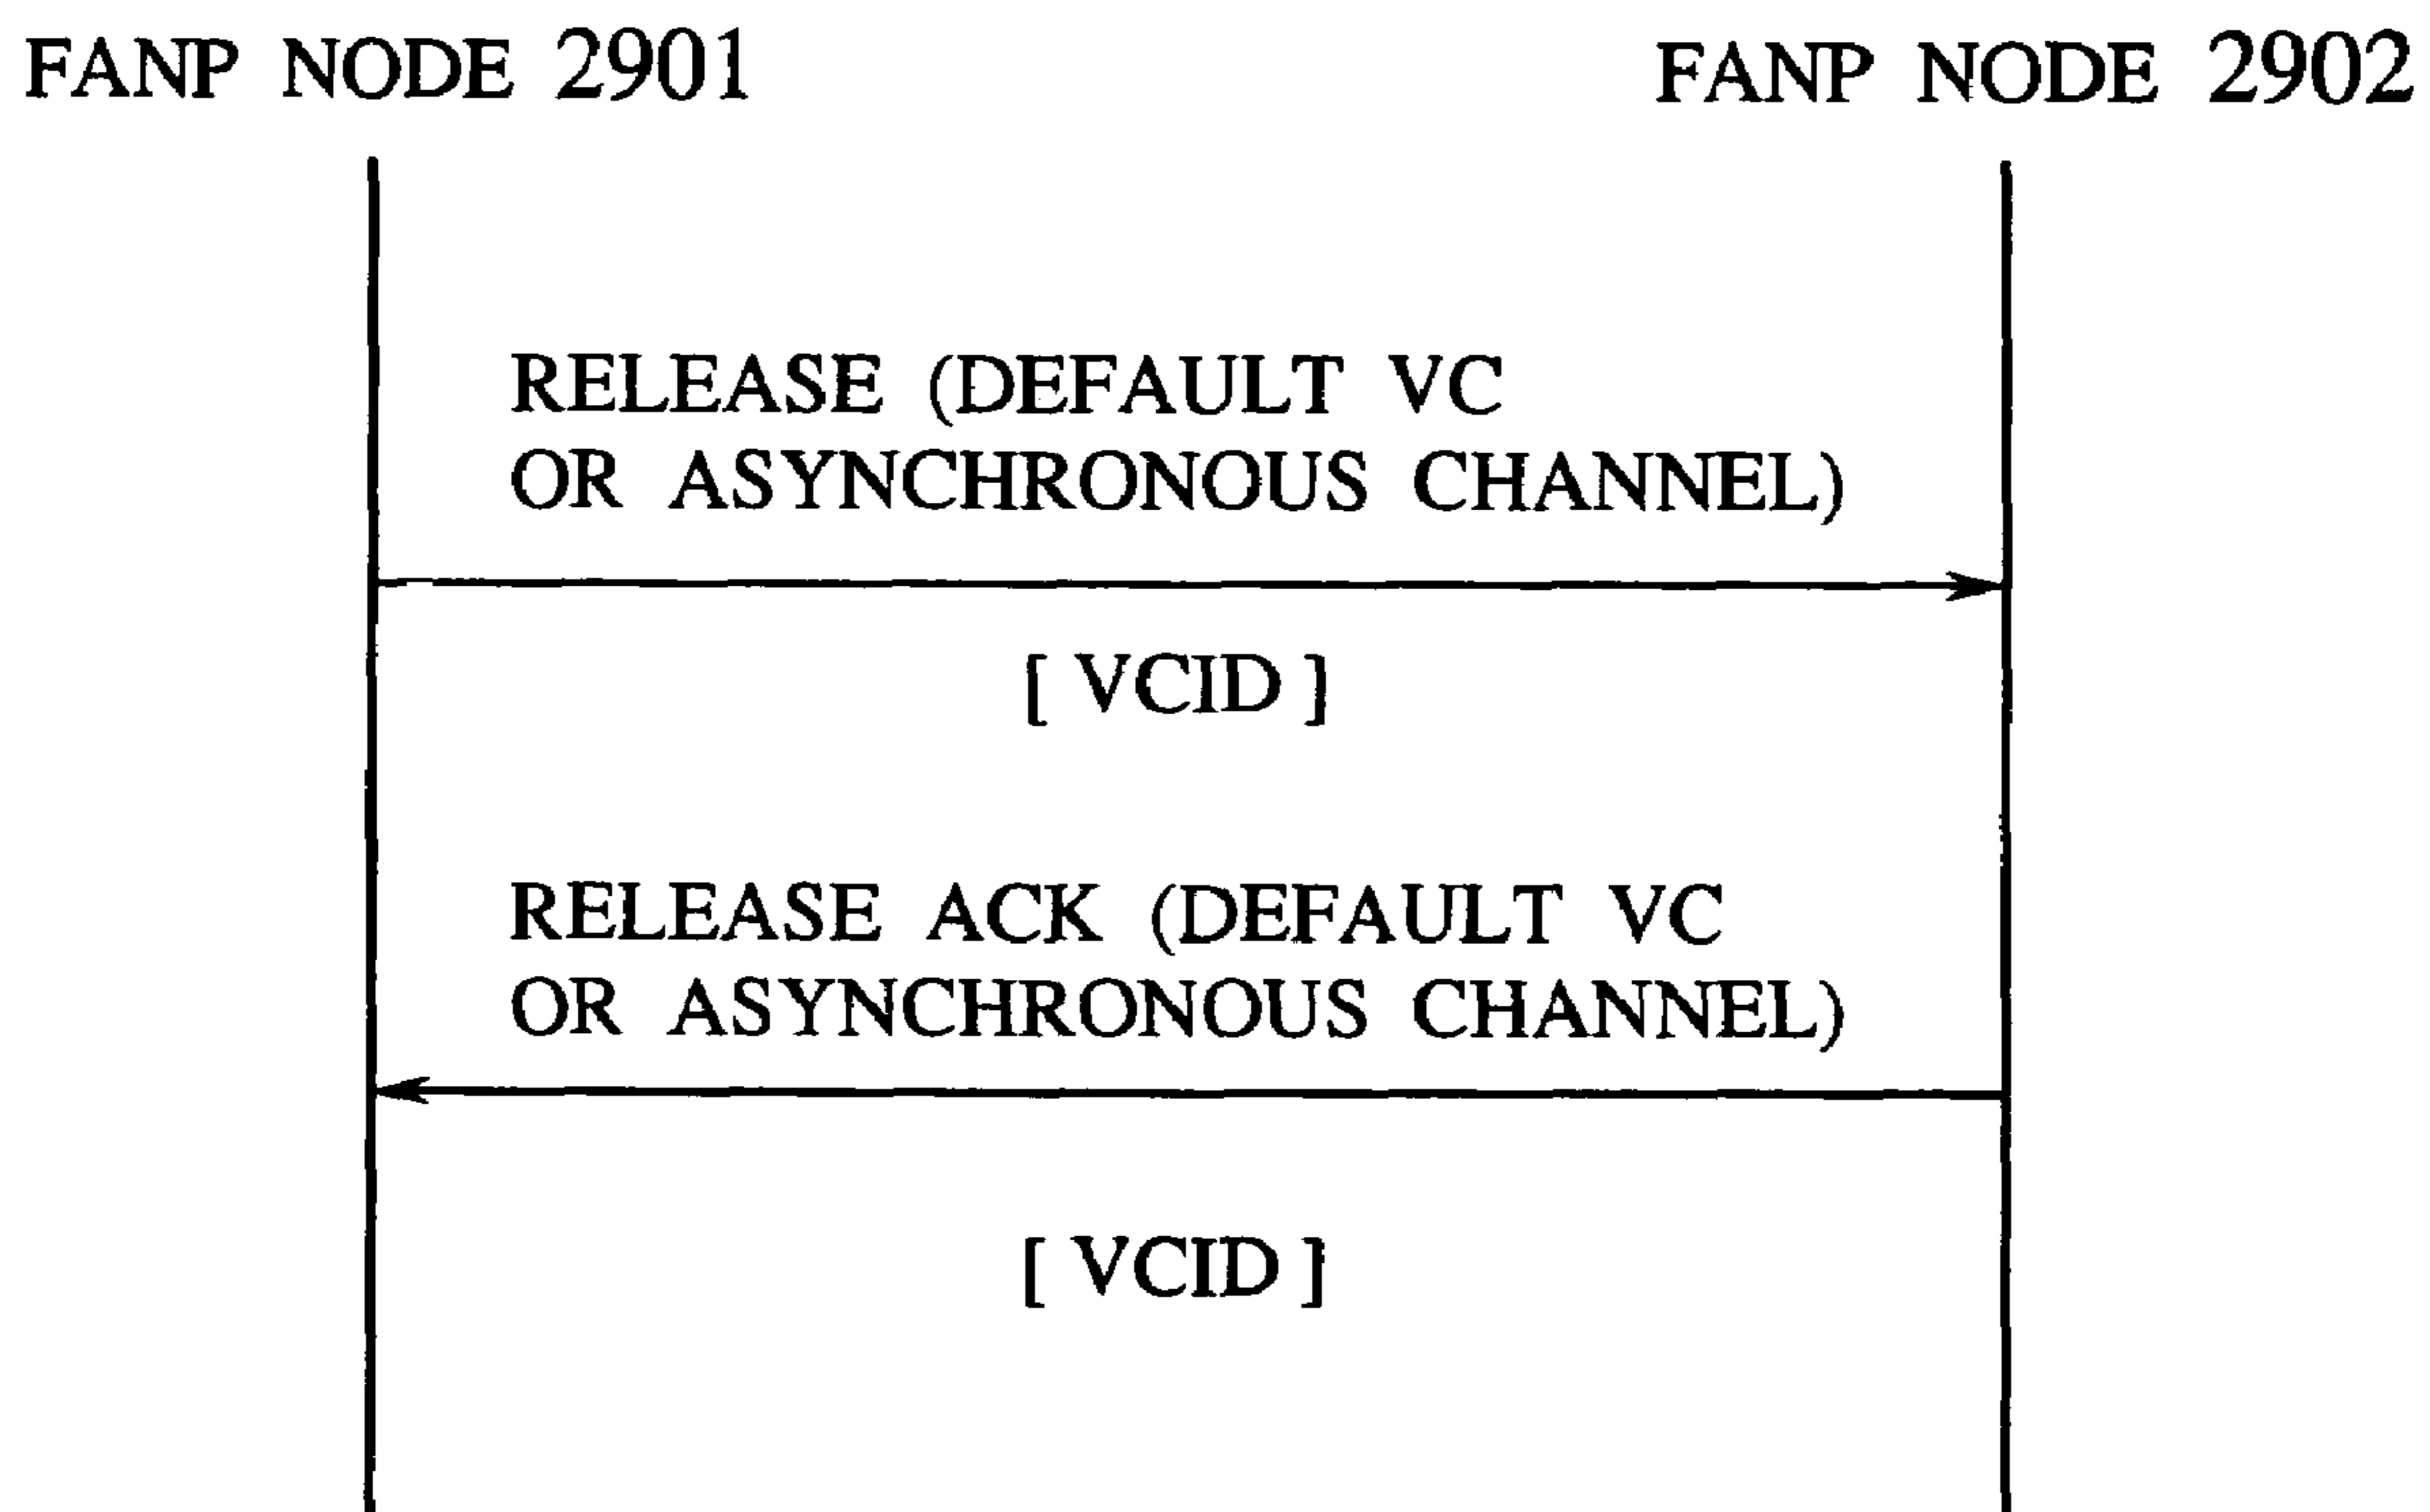 FANP NODE 2901
FANP NODE 2902
RELEASE (DEFAULT VC
OR ASYNCHRONOUS CHANNEL)
[ VCID ]
RELEASE ACK (DEFAULT VC
OR ASYNCHRONOUS CHANNEL)
[ VCID ]